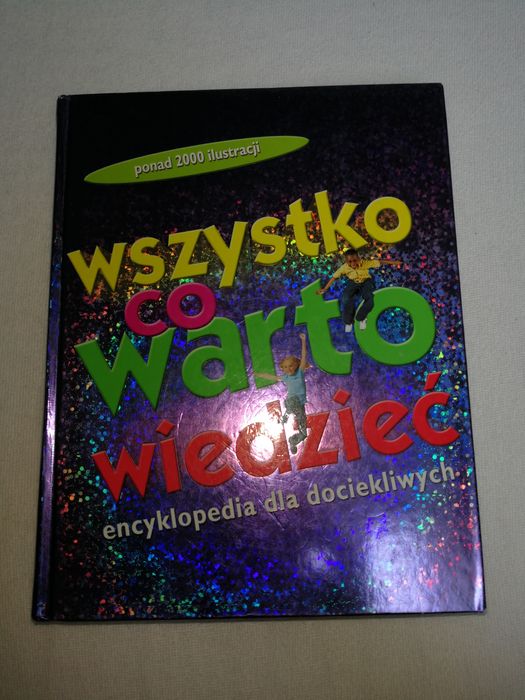 ponad 2000 ilustracji
wszystko
co
warto
wiedzieć
encyklopedia dla dociekliwych